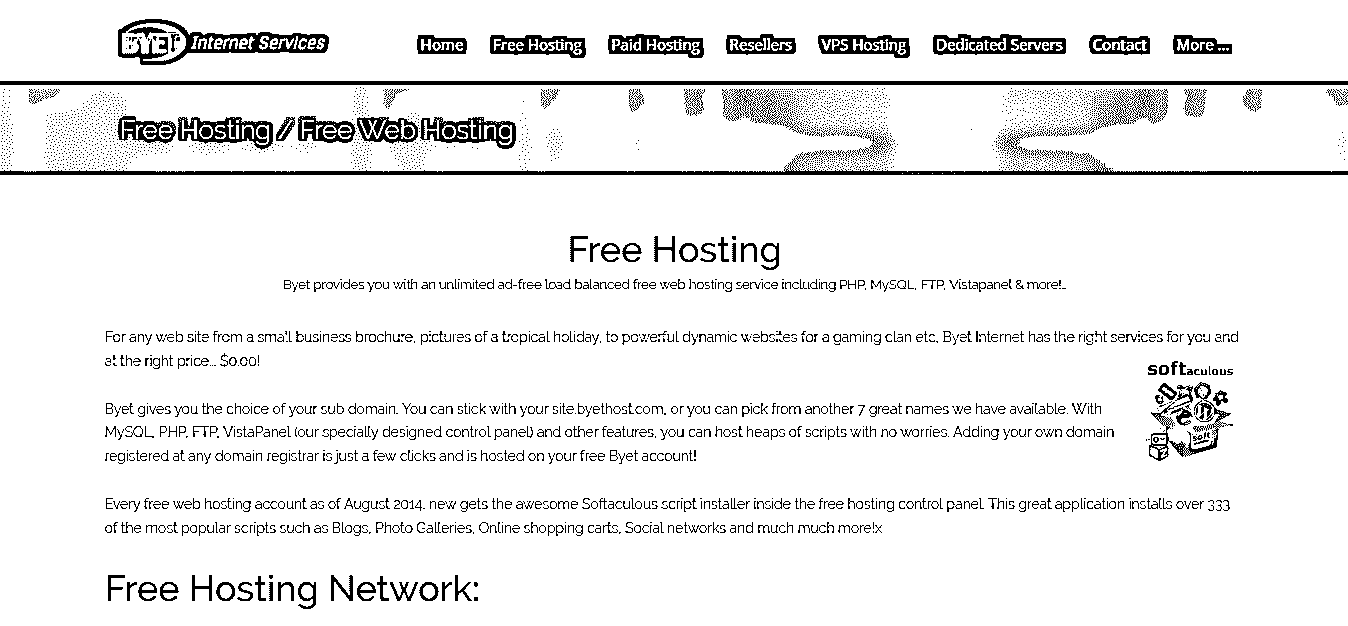 BYET Internet Services
Home Free Hosting Paid Hosting Resellers VPS Hosting Dedicated Servers Contact More ...
Free Hosting / Free Web Hosting
Free Hosting
Byet provides you with an unlimited ad-free load balanced free web hosting service including PHP, MySQL, FTP, Vistapanel & more!..
For any web site from a small business brochure, pictures of a tropical holiday, to powerful dynamic websites for a gaming clan etc, Byet Internet has the right services for you and
at the right price... $0.00!
softaculous
Byet gives you the choice of your sub domain. You can stick with your site.byethost.com, or you can pick from another 7 great names we have available. With
MySQL, PHP, FTP, VistaPanel (our specially designed control panel) and other features, you can host heaps of scripts with no worries. Adding your own domain
registered at any domain registrar is just a few clicks and is hosted on your free Byet account!
soft
Every free web hosting account as of August 2014, new gets the awesome Softaculous script installer inside the free hosting control panel. This great application installs over 333
of the most popular scripts such as Blogs, Photo Galleries, Online shopping carts, Social networks and much much more!x
Free Hosting Network: